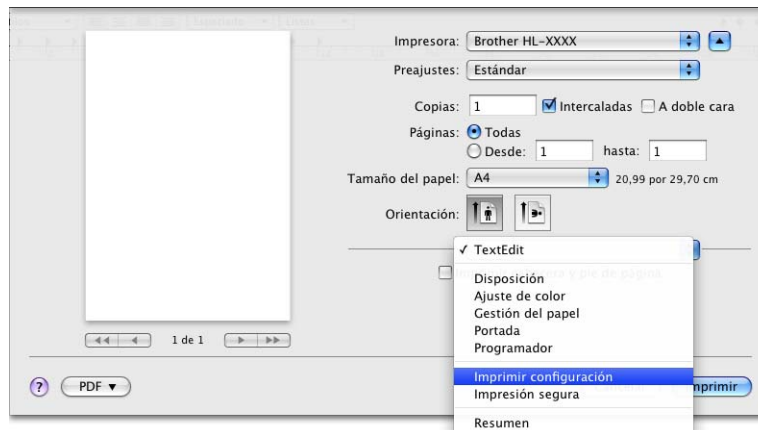 Impresora: Brother HL-XXXX
Preajustes: Estándar
Copias: 1 Intercaladas A doble cara
Páginas: Todas
Desde: 1 hasta: 1
Tamaño del papel: A4 20,99 por 29,70 cm
Orientación:
✓ TextEdit
Disposición
Ajuste de color
Gestión del papel
Portada
Programador
Imprimir configuración
Impresión segura
Resumen
1 de 1
? PDF ▼
mprimir